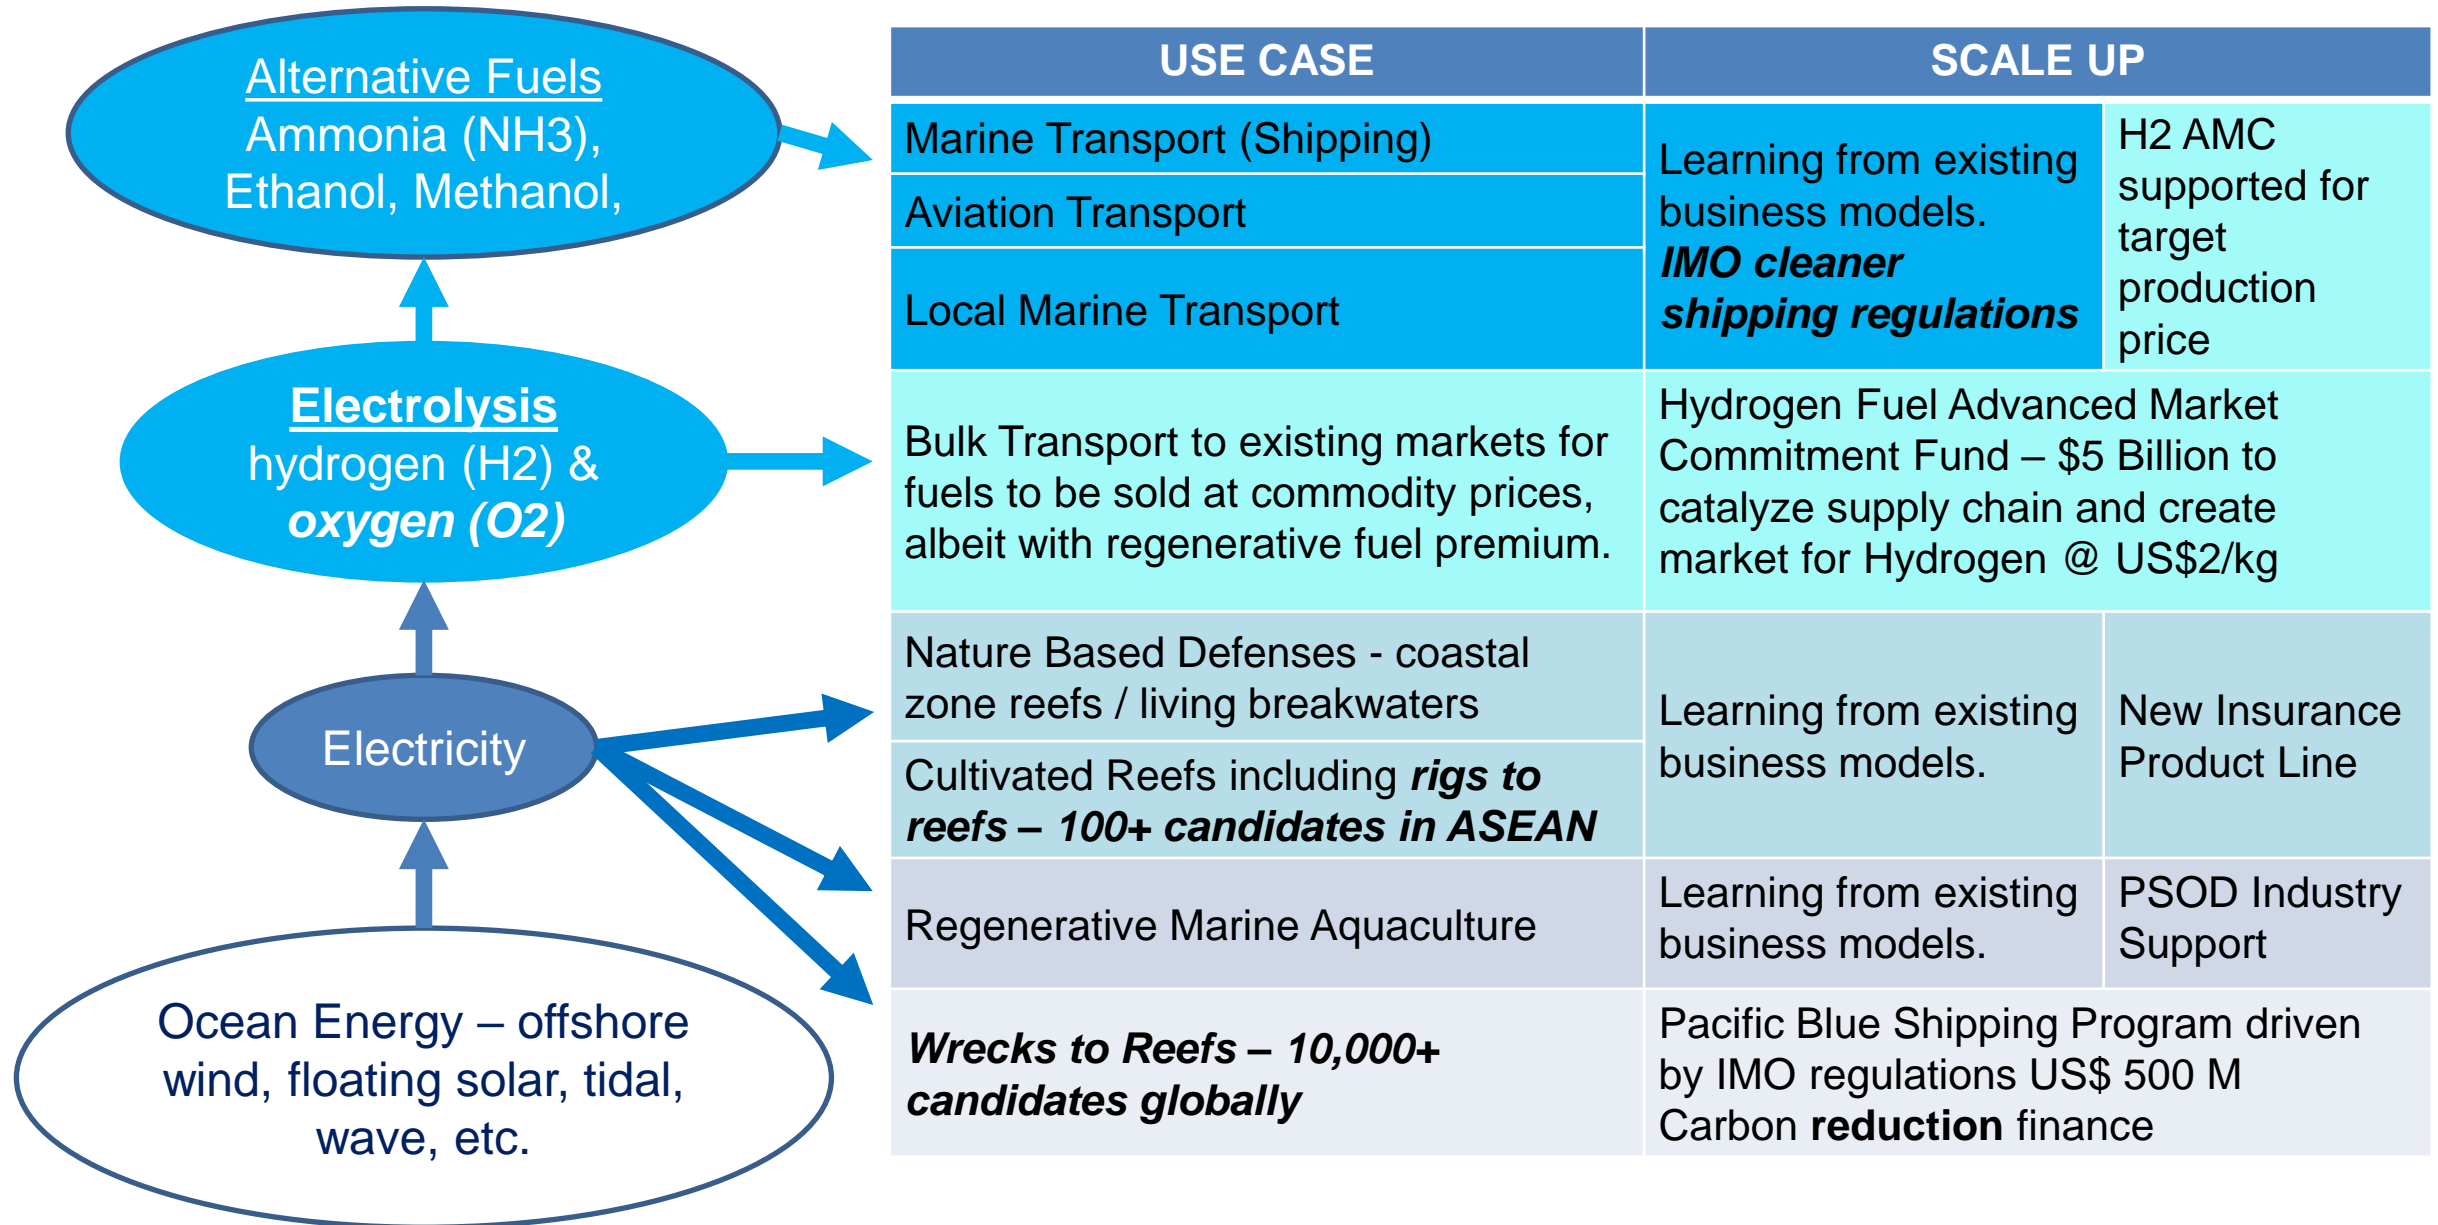 Alternative Fuels
Ammonia (NH3),
Ethanol, Methanol,
Electrolysis
hydrogen (H2) &
oxygen (O2)
Electricity
Ocean Energy – offshore
wind, floating solar, tidal,
wave, etc.
USE CASE
SCALE UP
Marine Transport (Shipping)
Aviation Transport
Local Marine Transport
Learning from existing
business models.
IMO cleaner
shipping regulations
H2 AMC
supported for
target
production
price
Bulk Transport to existing markets for
fuels to be sold at commodity prices,
albeit with regenerative fuel premium.
Hydrogen Fuel Advanced Market
Commitment Fund – $5 Billion to
catalyze supply chain and create
market for Hydrogen @ US$2/kg
Nature Based Defenses - coastal
zone reefs / living breakwaters
Cultivated Reefs including rigs to
reefs – 100+ candidates in ASEAN
Learning from existing
business models.
New Insurance
Product Line
Regenerative Marine Aquaculture
Learning from existing
business models.
PSOD Industry
Support
Wrecks to Reefs – 10,000+
candidates globally
Pacific Blue Shipping Program driven
by IMO regulations US$ 500 M
Carbon reduction finance